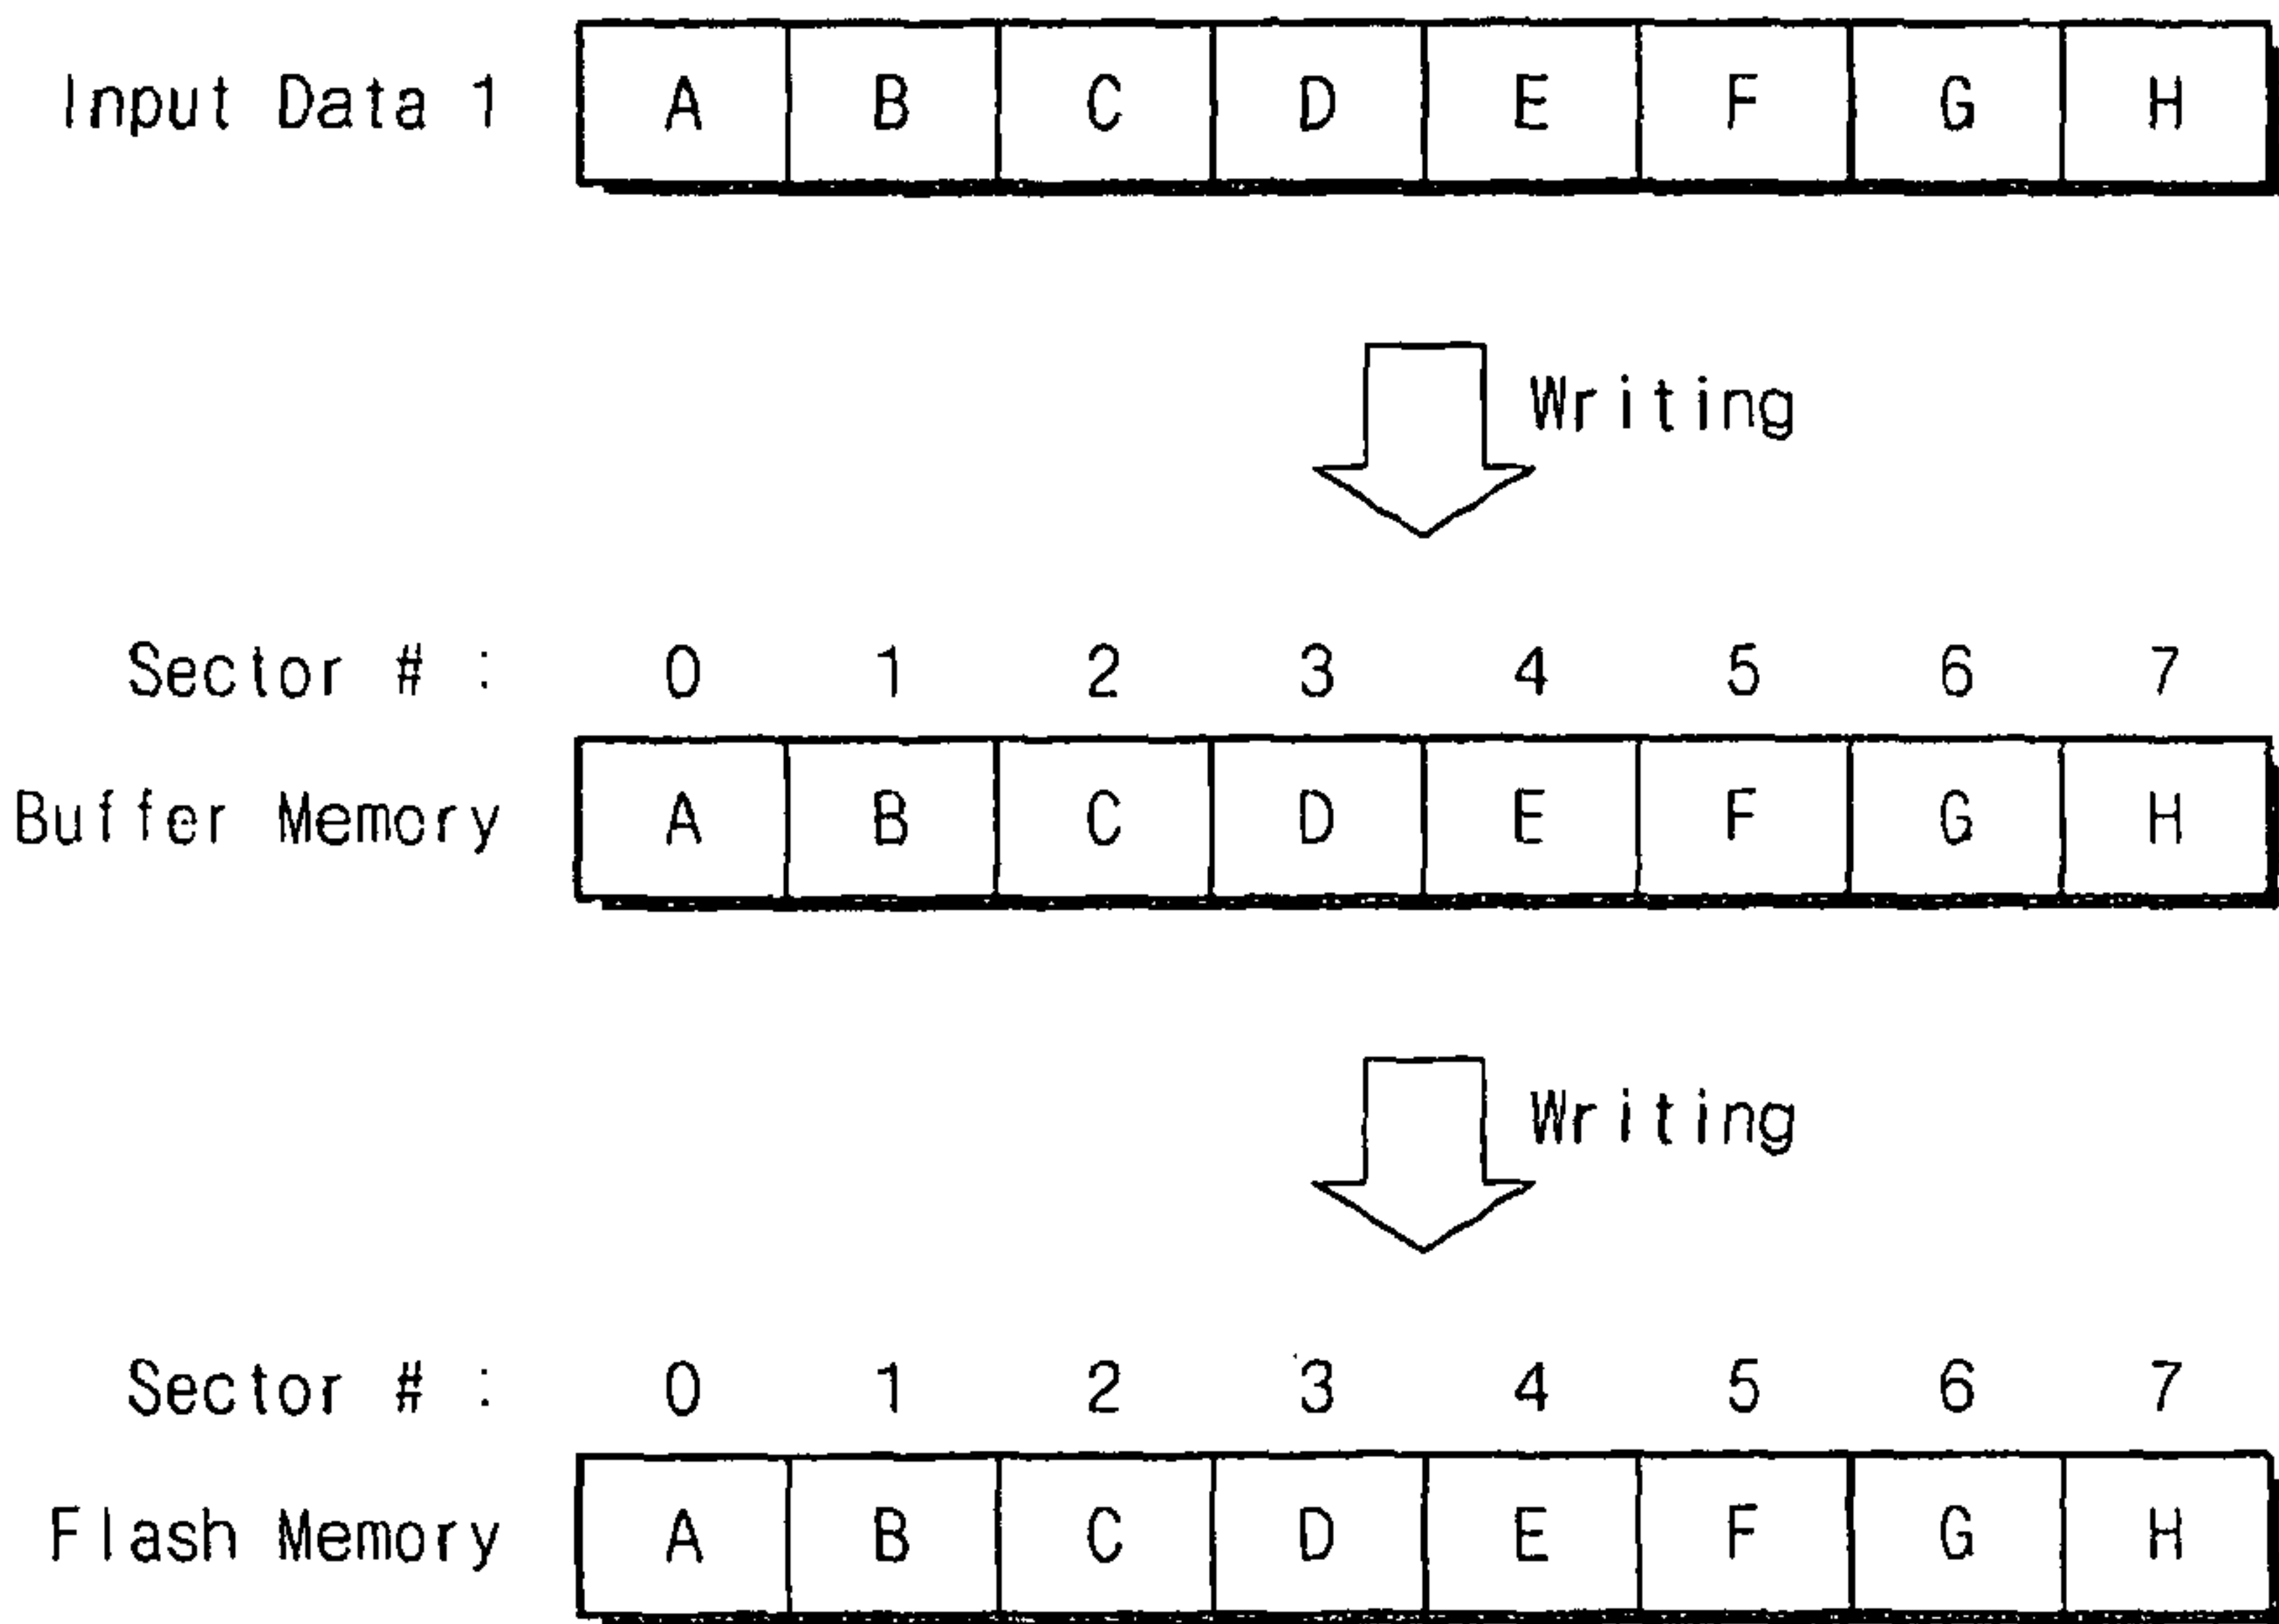 Input Data 1 A B C D E F G H
Writing
Sector # : 0 1 2 3 4 5 6 7
Buffer Memory A B C D E F G H
Writing
Sector # : 0 1 2 3 4 5 6 7
Flash Memory A B C D E F G H